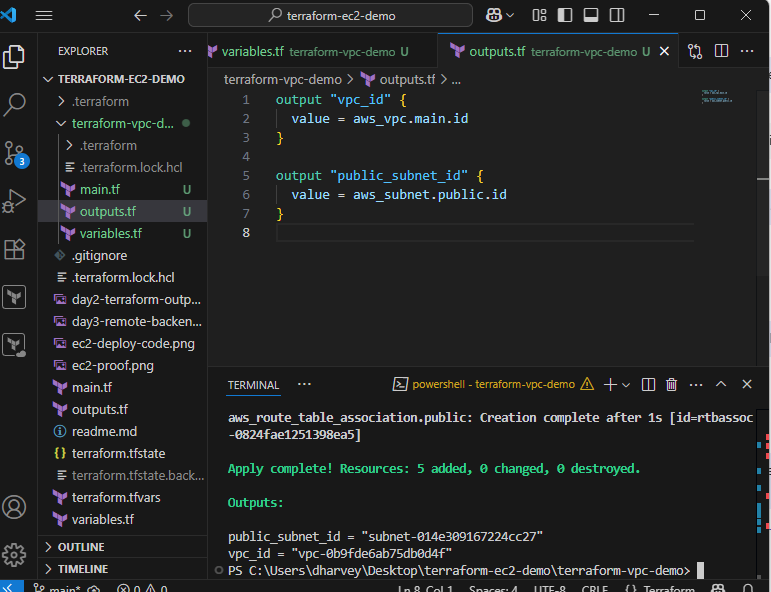 terraform-ec2-demo
EXPLORER
variables.tf terraform-vpc-demo U
outputs.tf terraform-vpc-demo U
TERRAFORM-EC2-DEMO
.terraform
terraform-vpc-d...
.terraform
.terraform.lock.hcl
main.tf U
outputs.tf U
variables.tf U
.gitignore
.terraform.lock.hcl
day2-terraform-outp...
day3-remote-backen...
ec2-deploy-code.png
ec2-proof.png
main.tf
outputs.tf
readme.md
terraform.tfstate
terraform.tfstate.back...
terraform.tfvars
variables.tf
OUTLINE
TIMELINE
3
terraform-vpc-demo > outputs.tf > ...
1 output "vpc_id" {
2 value = aws_vpc.main.id
3 }
4
5 output "public_subnet_id" {
6 value = aws_subnet.public.id
7 }
8
TERMINAL
powershell - terraform-vpc-demo
aws_route_table_association.public: Creation complete after 1s [id=rtbassoc
-0824fae1251398ea5]
Apply complete! Resources: 5 added, 0 changed, 0 destroyed.
Outputs:
public_subnet_id = "subnet-014e309167224cc27"
vpc_id = "vpc-0b9fde6ab75db0d4f"
PS C:\Users\dharvey\Desktop\terraform-ec2-demo\terraform-vpc-demo>
main* 0 0 Ln 8, Col 1 Spaces: 4 UTF-8 CRLF {} Terraform